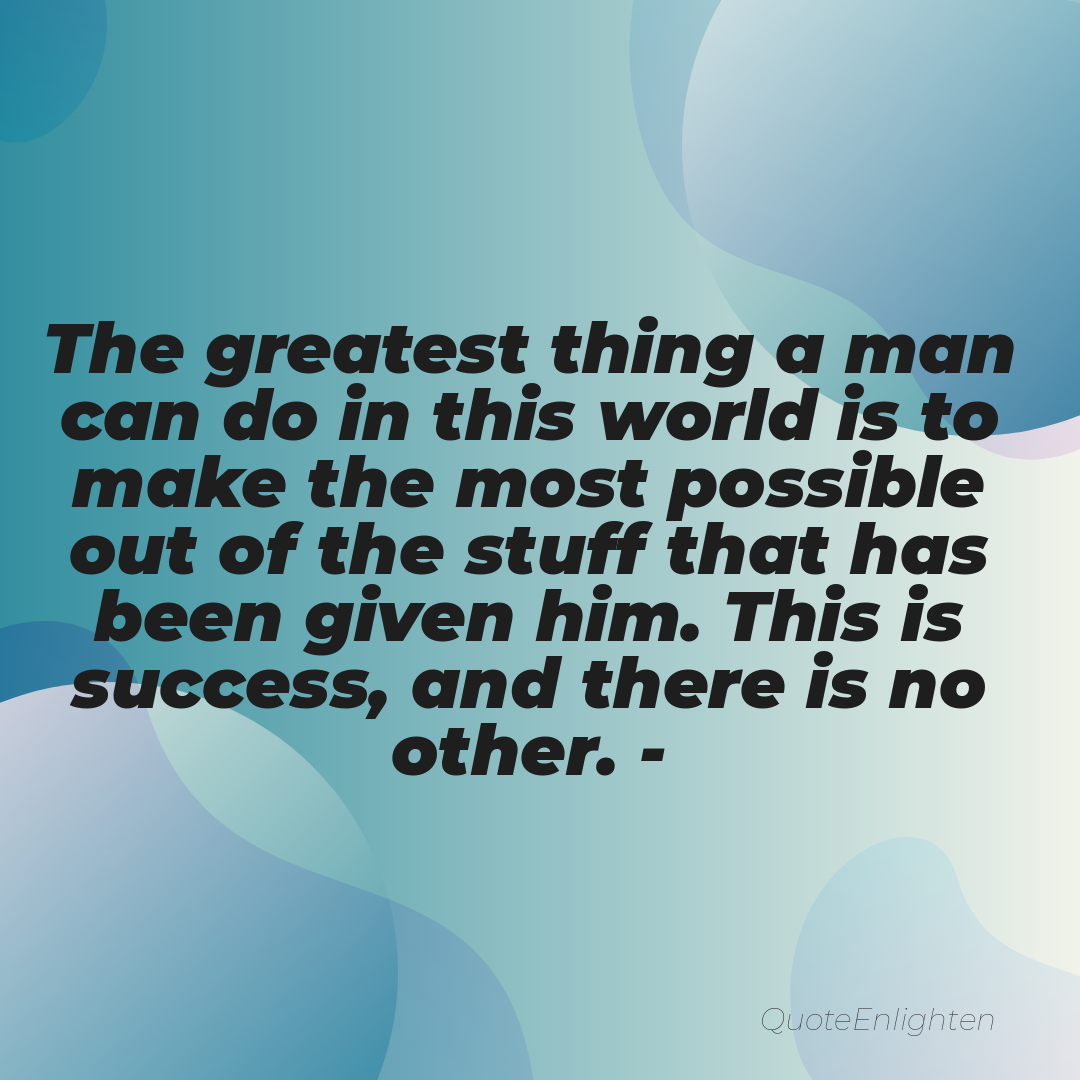 The greatest thing a man
can do in this world is to
make the most possible
out of the stuff that has
been given him. This is
success, and there is no
other. -
QuoteEnlighten